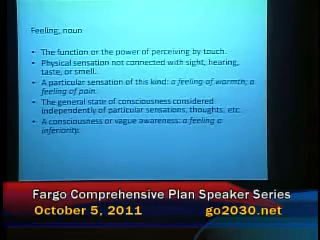 Feeling, noun
• The function or the power of perceiving by touch.
• Physical sensation not connected with sight, hearing,
taste, or smell.
• A particular sensation of this kind: a feeling of warmth; a
feeling of pain.
• The general state of consciousness considered
independently of particular sensations, thoughts, etc.
• A consciousness or vague awareness: a feeling o
inferiority.
Fargo Comprehensive Plan Speaker Series
October 5, 2011 go2030.net